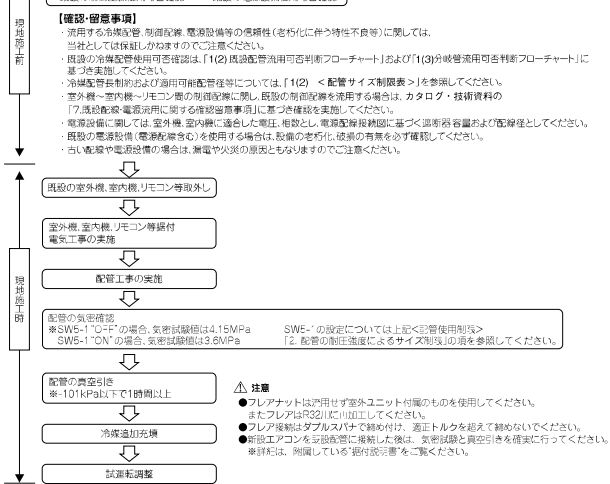 現地施工前
【確認・留意事項】
・流用する冷媒配管、制御配線、電源設備等の信頼性（老朽化に伴う特性不良等）に関しては、
当社としては保証しかねますのでご注意ください。
・既設の冷媒配管使用可否確認は、「1(2) 既設配管流用可否判断フローチャート」および「1(3)分岐管流用可否判断フローチャート」に
基づき実施してください。
・冷媒配管長制約および適用可能配管径等については、「1(2) ＜配管サイズ制限表＞」を参照してください。
・室外機～室内機～リモコン間の制御配線に関し、既設の制御配線を流用する場合は、カタログ・技術資料の
「7.既設配線・電源流用に関する確認留意事項」に基づき確認を実施してください。
・電源設備に関しては、室外機、室内機に適合した電圧、相数とし、電源配線接続図に基づく遮断器容量および配線径としてください。
・既設の電源設備（電源配線含む）を使用する場合は、設備の老朽化、破損の有無を必ず確認してください。
・古い配線や電源設備の場合は、漏電や火災の原因ともなりますのでご注意ください。
現地施工時
既設の室外機、室内機、リモコン等取外し
室外機、室内機、リモコン等据付
電気工事の実施
配管工事の実施
配管の気密確認
※SW5-1"OFF"の場合、気密試験値は4.15MPa
SW5-1"ON"の場合、気密試験値は3.6MPa
SW5-1の設定については上記<配管使用制限>
「2. 配管の耐圧強度によるサイズ制限」の項を参照してください。
配管の真空引き
※-101kPa以下で1時間以上
冷媒追加充填
試運転調整
⚠ 注意
●フレアナットは流用せず室外ユニット付属のものを使用してください。
またフレアはR32用に加工してください。
●フレア接続はダブルスパナで締め付け、適正トルクを超えて締めないでください。
●新設エアコンを既設配管に接続した後は、気密試験と真空引きを確実に行ってください。
※詳細は、附属している"据付説明書"をご覧ください。